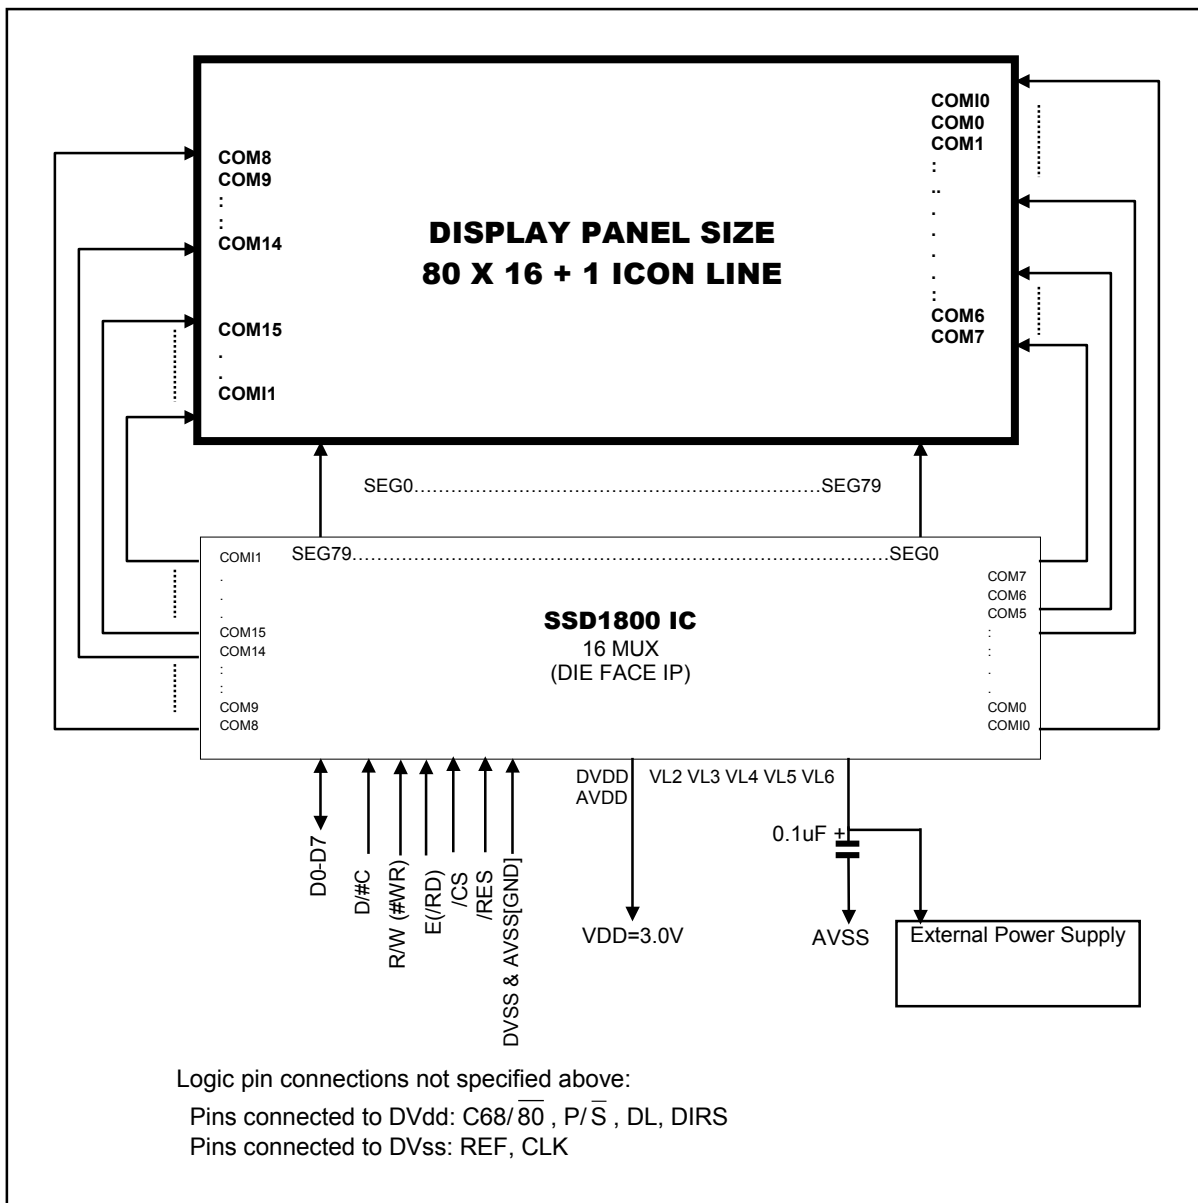 COMI0
COM0
COM1
:
..
.
.
.
.
:
COM6
COM7
COM8
COM9
:
:
COM14
COM15
.
.
COMI1
DISPLAY PANEL SIZE
80 X 16 + 1 ICON LINE
SEG0......................................................................SEG79
SEG79...........................................................................................SEG0
COMI1
.
.
.
COM15
COM14
:
:
COM9
COM8
SSD1800 IC
16 MUX
(DIE FACE IP)
COM7
COM6
COM5
:
:
.
.
COM0
COMI0
D0-D7
D/#C
R/W (#WR)
E(/RD)
/CS
/RES
DVSS & AVSS[GND]
DVDD
AVDD
VL2 VL3 VL4 VL5 VL6
0.1uF +
VDD=3.0V
AVSS
External Power Supply
Logic pin connections not specified above:
Pins connected to DVdd: C68/8̅0̅ , P/S̅ , DL, DIRS
Pins connected to DVss: REF, CLK